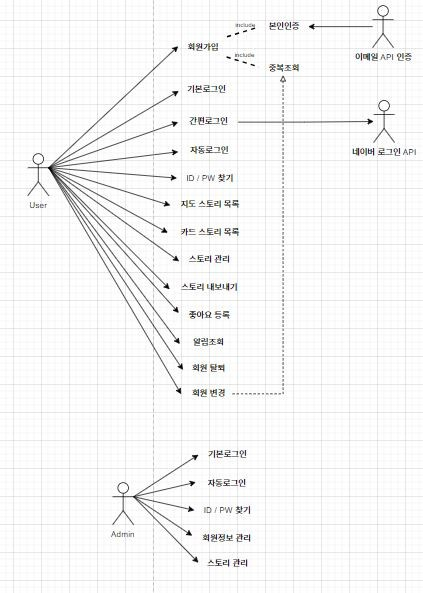 include
본인인증
이메일 API 인증
회원가입
include
중복조회
기본로그인
간편로그인
네이버 로그인 API
자동로그인
ID / PW 찾기
User
지도 스토리 목록
카드 스토리 목록
스토리 관리
스토리 내보내기
좋아요 등록
알림조회
회원 탈퇴
회원 변경
기본로그인
자동로그인
ID / PW 찾기
Admin
회원정보 관리
스토리 관리